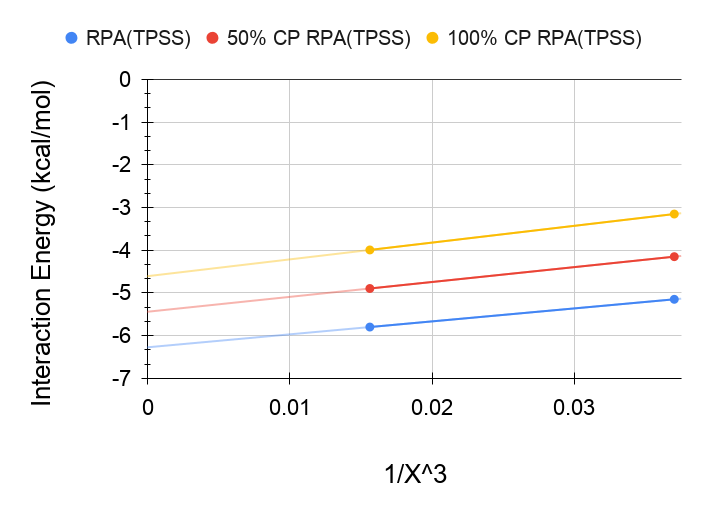 RPA(TPSS) 50% CP RPA(TPSS) 100% CP RPA(TPSS)
Interaction Energy (kcal/mol)
0
-1
-2
-3
-4
-5
-6
-7
0 0.01 0.02 0.03
1/X^3